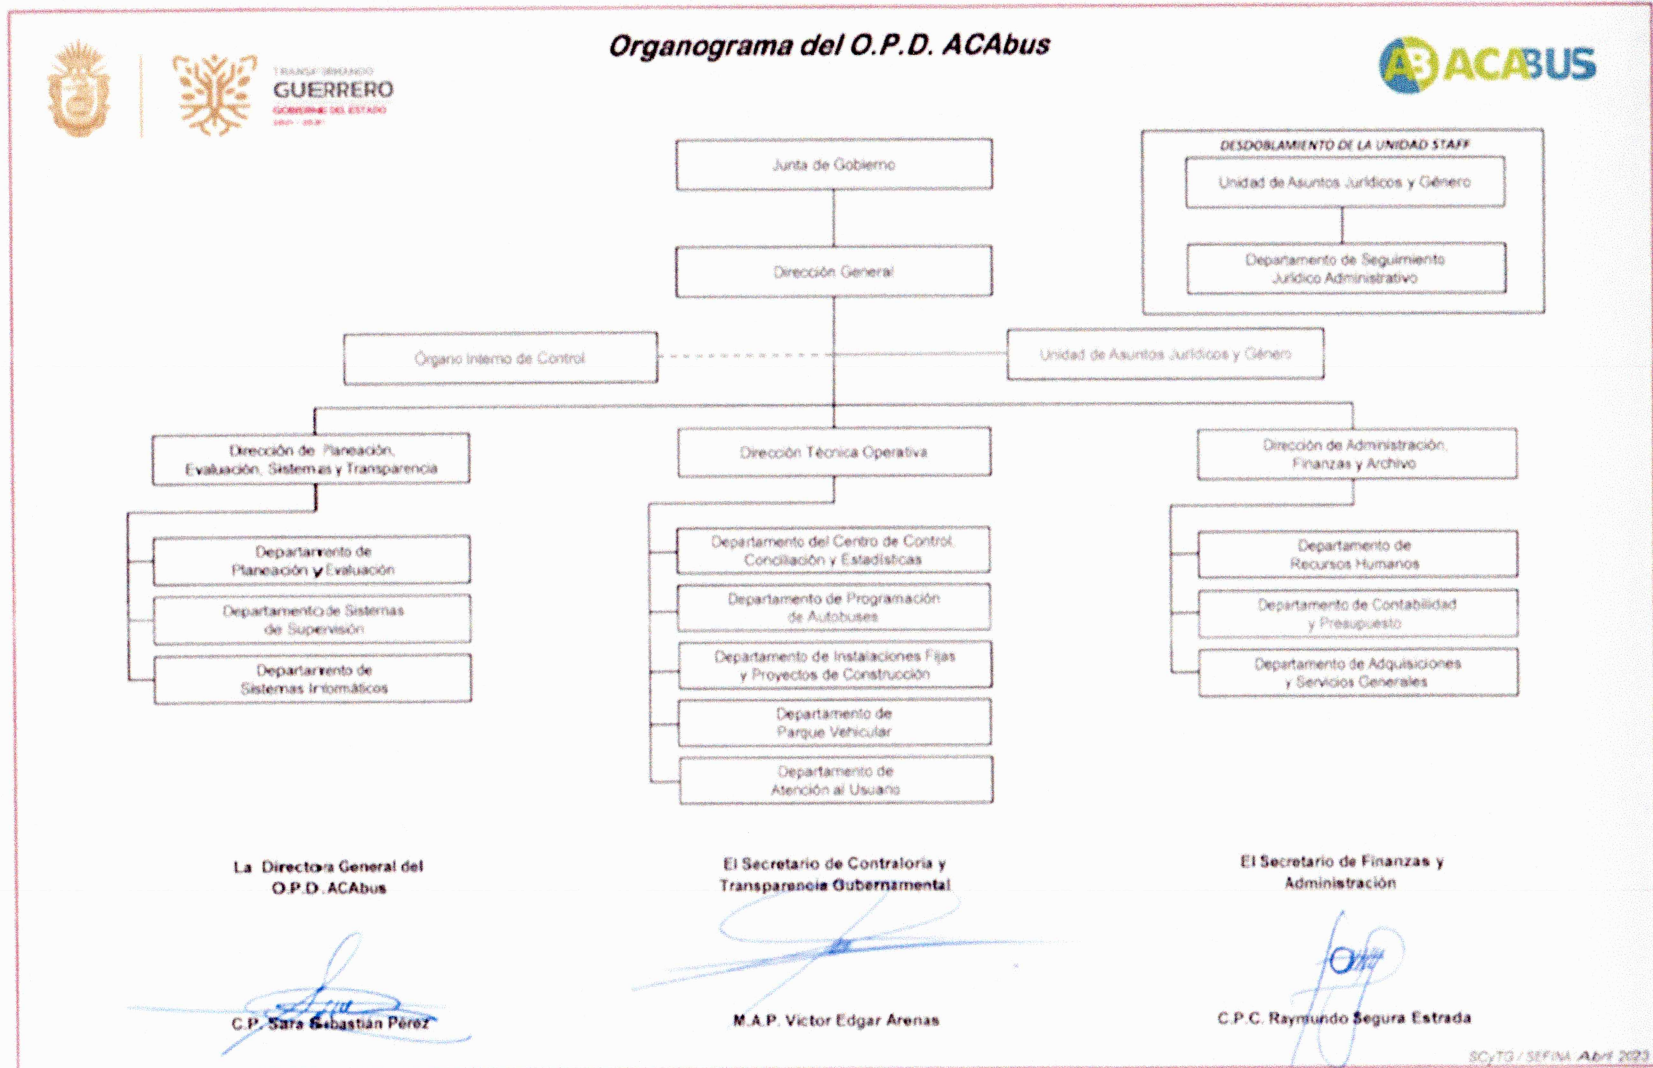 Organograma del O.P.D. ACAbus
TRANSFORMANDO
GUERRERO
GOBIERNO DEL ESTADO
AB ACABUS
Junta de Gobierno
Dirección General
DESDOBLAMIENTO DE LA UNIDAD STAFF
Unidad de Asuntos Jurídicos y Género
Departamento de Seguimiento
Jurídico Administrativo
Órgano Interno de Control
Unidad de Asuntos Jurídicos y Género
Dirección de Planeación,
Evaluación, Sistemas y Transparencia
Departamento de
Planeación y Evaluación
Departamento de Sistemas
de Supervisión
Departamento de
Sistemas Informáticos
Dirección Técnica Operativa
Departamento del Centro de Control,
Conciliación y Estadísticas
Departamento de Programación
de Autobuses
Departamento de Instalaciones Fijas
y Proyectos de Construcción
Departamento de
Parque Vehicular
Departamento de
Atención al Usuario
Dirección de Administración,
Finanzas y Archivo
Departamento de
Recursos Humanos
Departamento de Contabilidad
y Presupuesto
Departamento de Adquisiciones
y Servicios Generales
La Directora General del
O.P.D. ACAbus
C.P. Sara Sebastián Pérez
El Secretario de Contraloría y
Transparencia Gubernamental
M.A.P. Victor Edgar Arenas
El Secretario de Finanzas y
Administración
C.P.C. Raymundo Segura Estrada
SCyTG / SEFINA Abril 2023